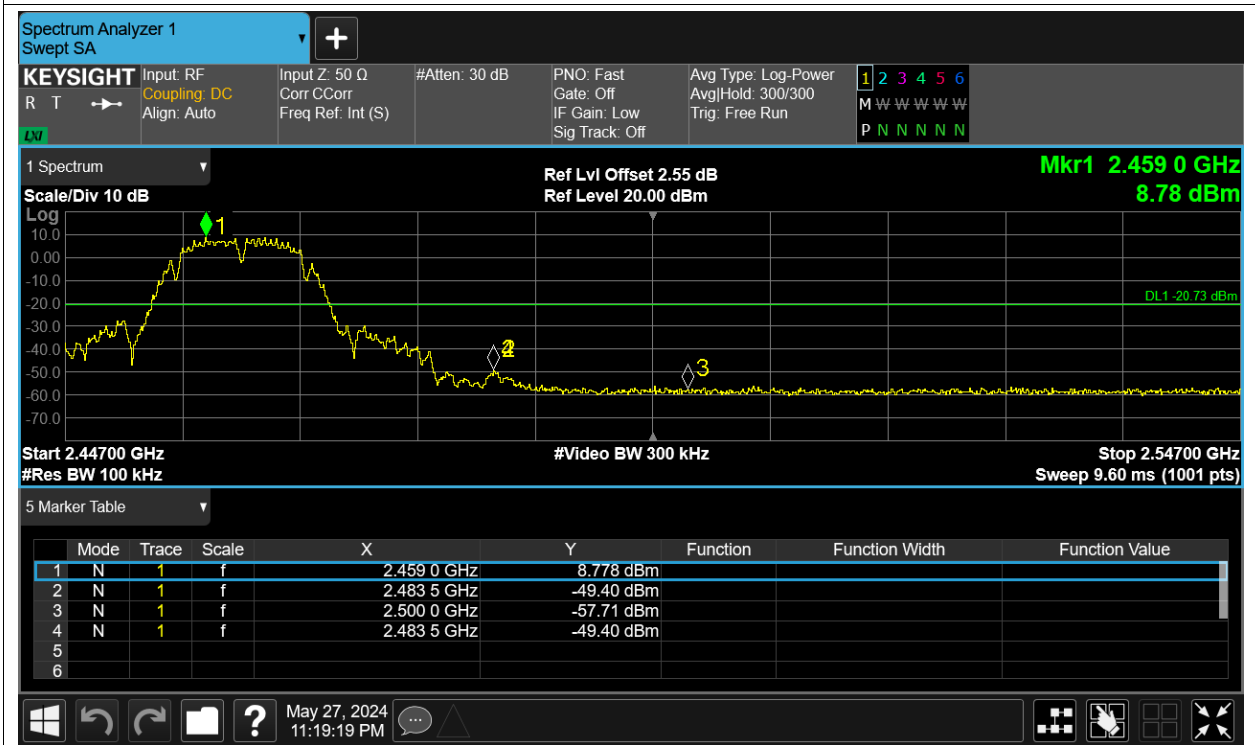 Spectrum Analyzer 1
Swept SA
+
KEYSIGHT Input: RF Input Z: 50 Ω #Atten: 30 dB PNO: Fast Avg Type: Log-Power 1 2 3 4 5 6
R T Coupling: DC Corr CCorr Gate: Off Avg|Hold: 300/300 M W W W W W
Align: Auto Freq Ref: Int (S) IF Gain: Low Trig: Free Run
LXI Sig Track: Off P N N N N N
1 Spectrum Ref Lvl Offset 2.55 dB Mkr1 2.459 0 GHz
Scale/Div 10 dB Ref Level 20.00 dBm 8.78 dBm
Log
1
10.0
0.00
-10.0
-20.0 DL1 -20.73 dBm
-30.0
-40.0
-50.0 3
-60.0
-70.0
Start 2.44700 GHz #Video BW 300 kHz Stop 2.54700 GHz
#Res BW 100 kHz Sweep 9.60 ms (1001 pts)
5 Marker Table
Mode Trace Scale X Y Function Function Width Function Value
1 N 1 f 2.459 0 GHz 8.778 dBm
2 N 1 f 2.483 5 GHz -49.40 dBm
3 N 1 f 2.500 0 GHz -57.71 dBm
4 N 1 f 2.483 5 GHz -49.40 dBm
5
6
? May 27, 2024
11:19:19 PM